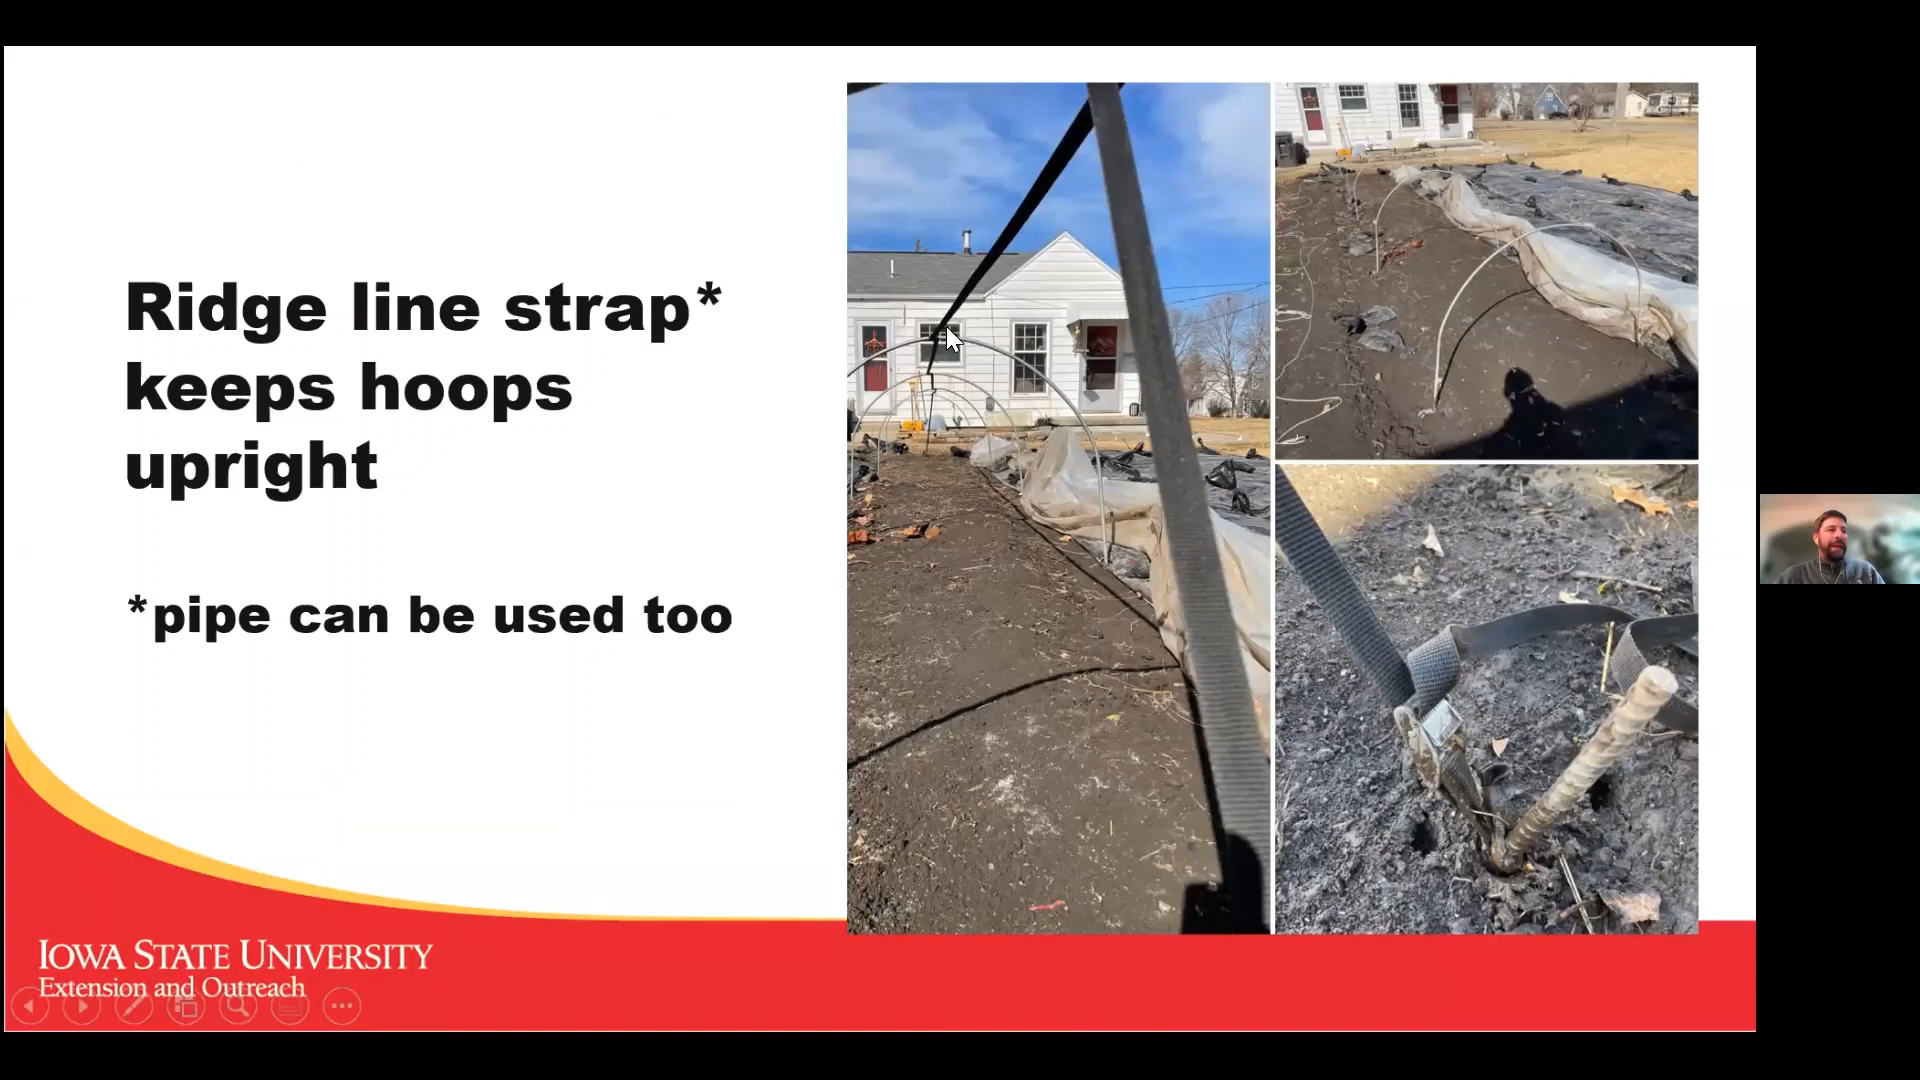 Ridge line strap*
keeps hoops
upright
*pipe can be used too
IOWA STATE UNIVERSITY
Extension and Outreach